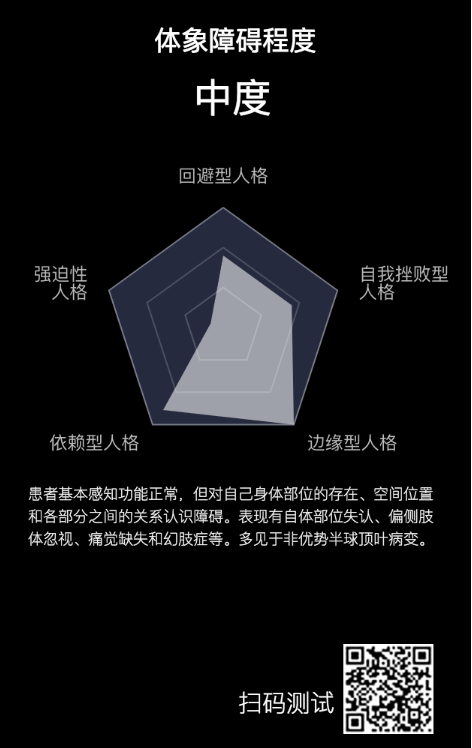 体象障碍程度
中度
回避型人格
强迫性
人格
自我挫败型
人格
依赖型人格
边缘型人格
患者基本感知功能正常，但对自己身体部位的存在、空间位置
和各部分之间的关系认识障碍。表现有自体部位失认、偏侧肢
体忽视、痛觉缺失和幻肢症等。多见于非优势半球顶叶病变。
扫码测试